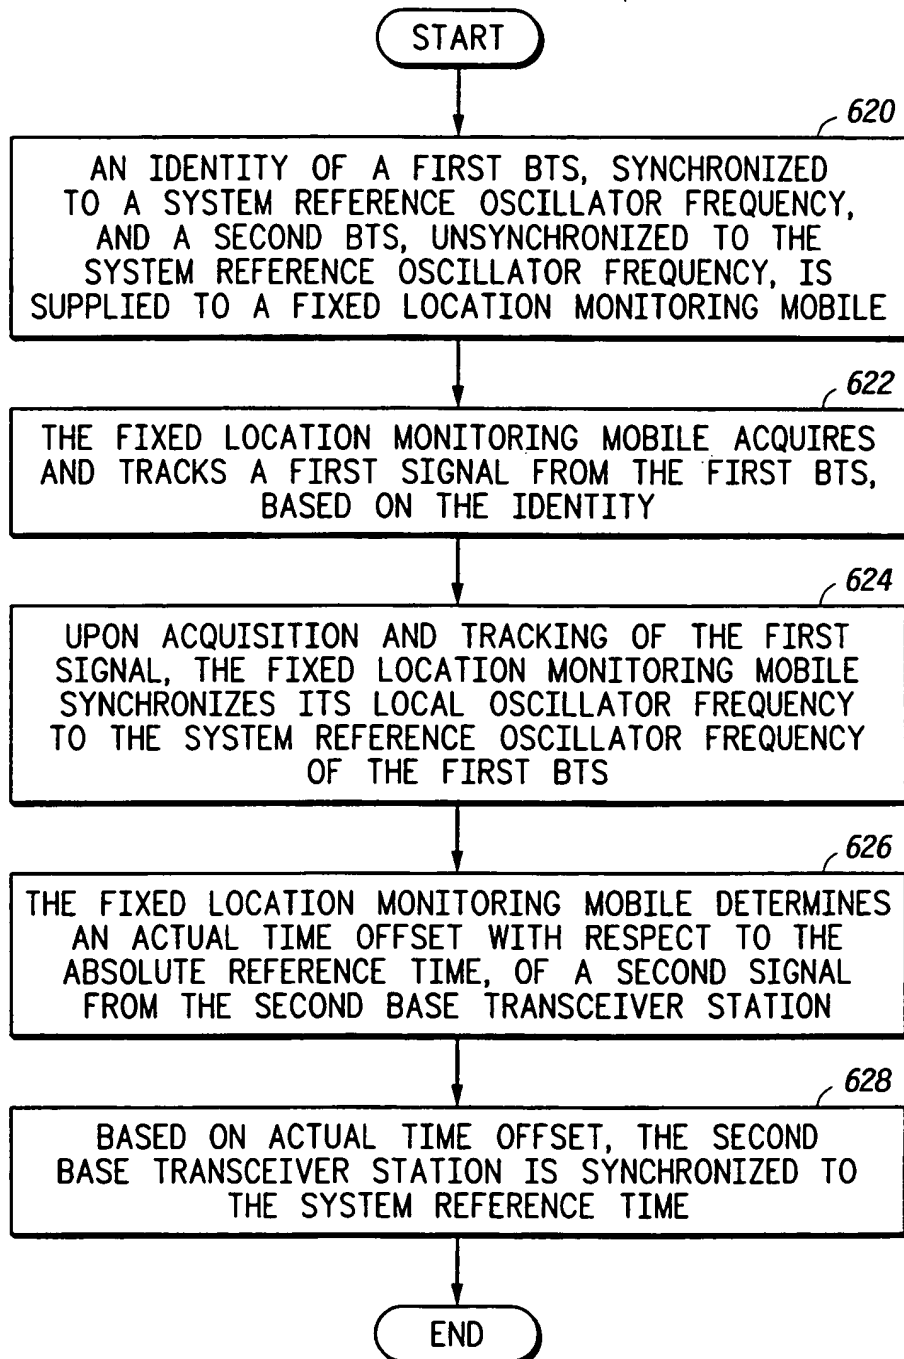 START
620
AN IDENTITY OF A FIRST BTS, SYNCHRONIZED
TO A SYSTEM REFERENCE OSCILLATOR FREQUENCY,
AND A SECOND BTS, UNSYNCHRONIZED TO THE
SYSTEM REFERENCE OSCILLATOR FREQUENCY, IS
SUPPLIED TO A FIXED LOCATION MONITORING MOBILE
622
THE FIXED LOCATION MONITORING MOBILE ACQUIRES
AND TRACKS A FIRST SIGNAL FROM THE FIRST BTS,
BASED ON THE IDENTITY
624
UPON ACQUISITION AND TRACKING OF THE FIRST
SIGNAL, THE FIXED LOCATION MONITORING MOBILE
SYNCHRONIZES ITS LOCAL OSCILLATOR FREQUENCY
TO THE SYSTEM REFERENCE OSCILLATOR FREQUENCY
OF THE FIRST BTS
626
THE FIXED LOCATION MONITORING MOBILE DETERMINES
AN ACTUAL TIME OFFSET WITH RESPECT TO THE
ABSOLUTE REFERENCE TIME, OF A SECOND SIGNAL
FROM THE SECOND BASE TRANSCEIVER STATION
628
BASED ON ACTUAL TIME OFFSET, THE SECOND
BASE TRANSCEIVER STATION IS SYNCHRONIZED TO
THE SYSTEM REFERENCE TIME
END